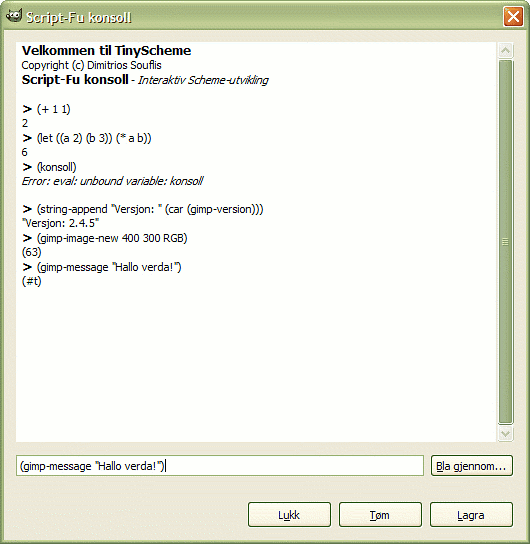 Script-Fu konsoll
Velkommen til TinyScheme
Copyright (c) Dimitrios Souflis
Script-Fu konsoll - Interaktiv Scheme-utvikling
> (+ 1 1)
2
> (let ((a 2) (b 3)) (* a b))
6
> (konsoll)
Error: eval: unbound variable: konsoll
> (string-append "Versjon: " (car (gimp-version)))
"Versjon: 2.4.5"
> (gimp-image-new 400 300 RGB)
(63)
> (gimp-message "Hallo verda!")
(#t)
(gimp-message "Hallo verda!")
Bla gjennom...
Lukk
Tøm
Lagra